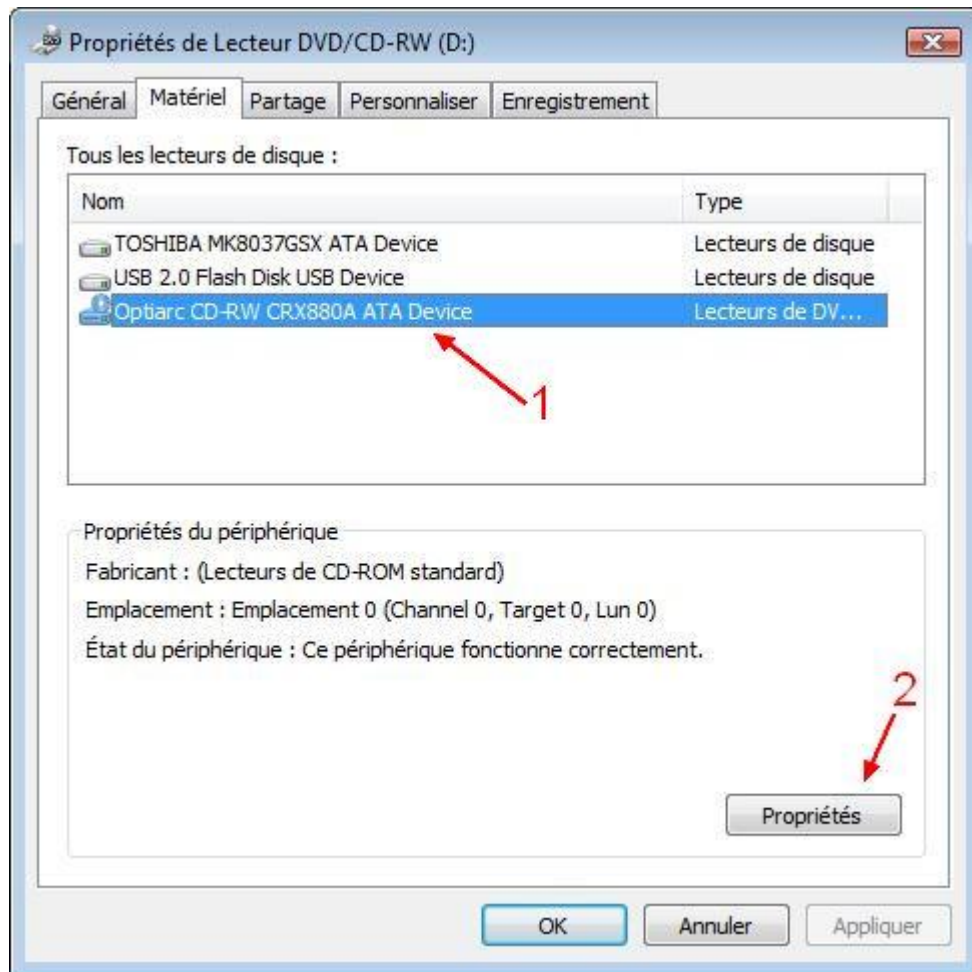 Propriétés de Lecteur DVD/CD-RW (D:)
Général Matériel Partage Personnaliser Enregistrement
Tous les lecteurs de disque :
Nom Type
TOSHIBA MK8037GSX ATA Device Lecteurs de disque
USB 2.0 Flash Disk USB Device Lecteurs de disque
Optiarc CD-RW CRX880A ATA Device Lecteurs de DV...
1
Propriétés du périphérique
Fabricant : (Lecteurs de CD-ROM standard)
Emplacement : Emplacement 0 (Channel 0, Target 0, Lun 0)
État du périphérique : Ce périphérique fonctionne correctement.
2
Propriétés
OK Annuler Appliquer